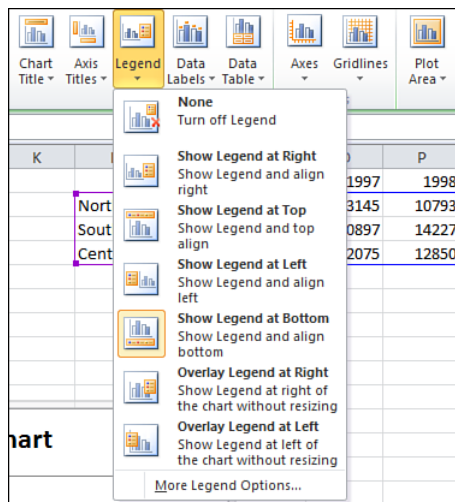 Chart Title
Axis Titles
Legend
Data Labels
Data Table
Axes
Gridlines
Plot Area
None
Turn off Legend
K
P
Show Legend at Right
Show Legend and align
right
1997
1998
Nort
3145
10793
Show Legend at Top
Show Legend and top
align
Sout
0897
14227
Cent
2075
12850
Show Legend at Left
Show Legend and align
left
Show Legend at Bottom
Show Legend and align
bottom
Overlay Legend at Right
Show Legend at right of
the chart without resizing
Overlay Legend at Left
Show Legend at left of
the chart without resizing
hart
More Legend Options...